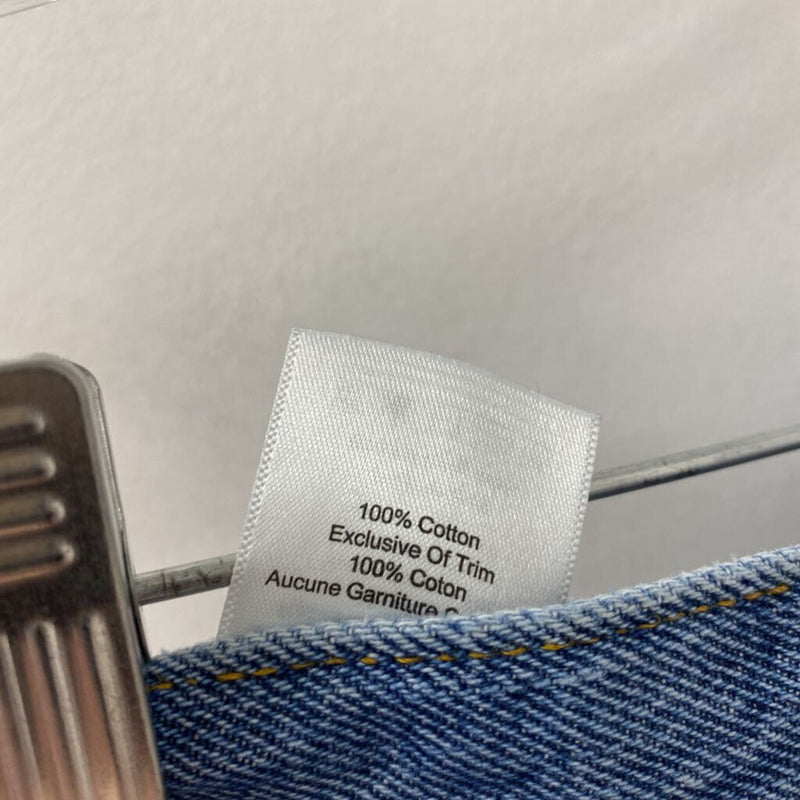 100% Cotton
Exclusive Of Trim
100% Coton
Aucune Garniture